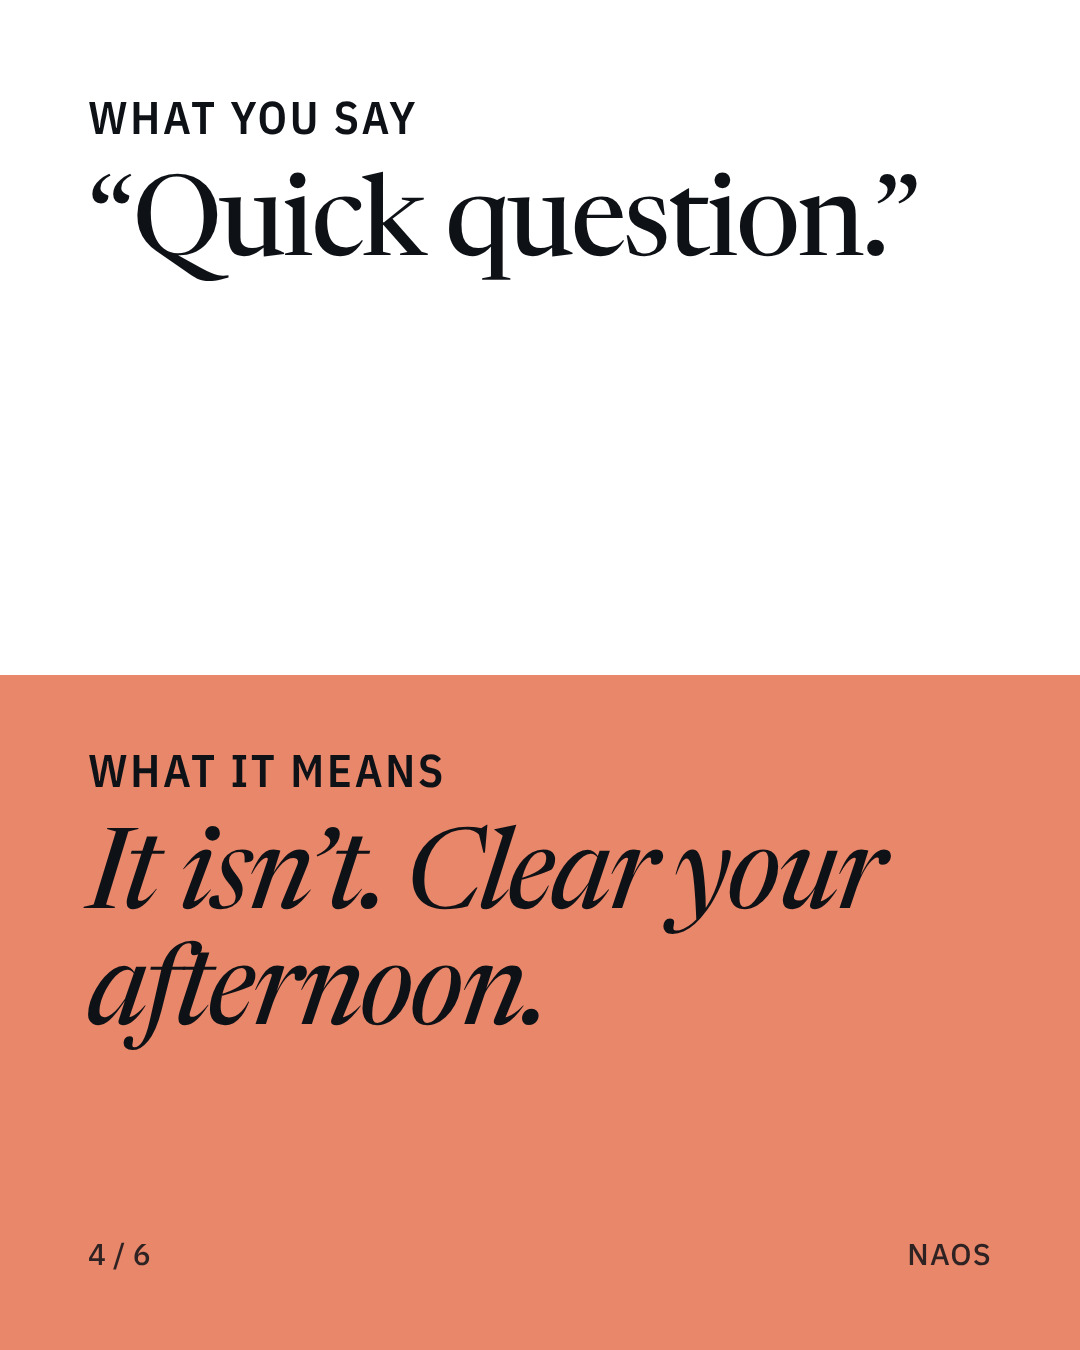 WHAT YOU SAY
“Quick question.”
WHAT IT MEANS
It isn’t. Clear your
afternoon.
4 / 6
NAOS